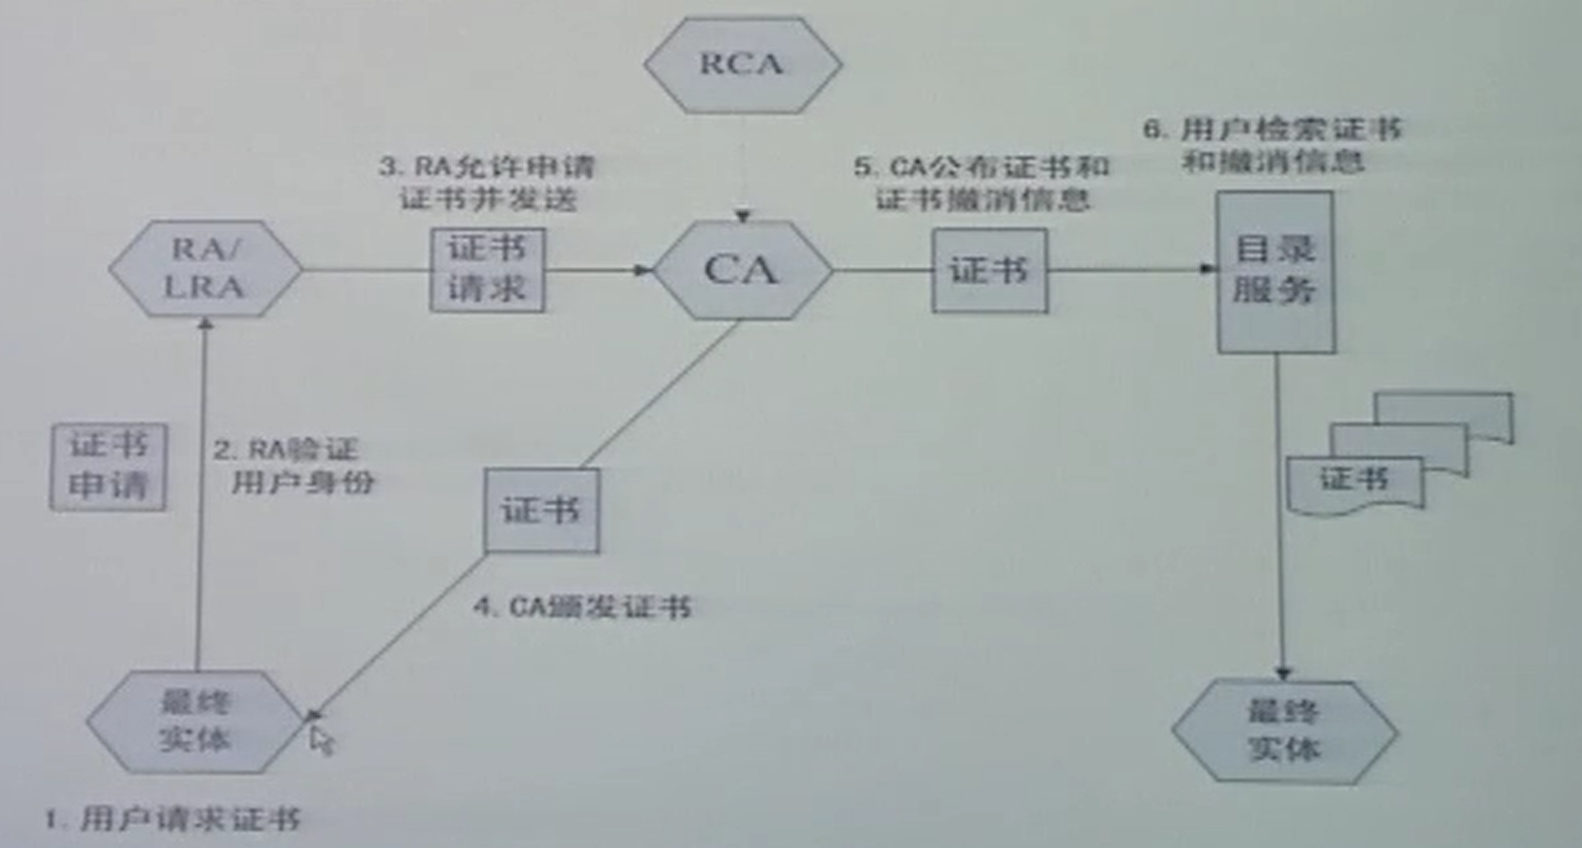 RCA
6. 用户检索证书
和撤消信息
3. RA允许申请
证书并发送
5. CA公布证书和
证书撤消信息
RA/
LRA
证书
请求
CA
证书
目录
服务
证书
申请
2. RA验证
用户身份
证书
证书
4. CA颁发证书
最终
实体
最终
实体
1. 用户请求证书